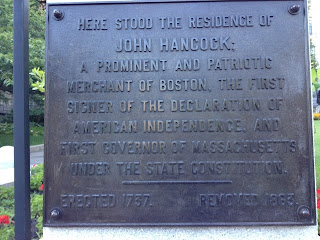 HERE STOOD THE RESIDENCE OF
JOHN HANCOCK;
A PROMINENT AND PATRIOTIC
MERCHANT OF BOSTON, THE FIRST
SIGNER OF THE DECLARATION OF
AMERICAN INDEPENDENCE, AND
FIRST GOVERNOR OF MASSACHUSETTS
UNDER THE STATE CONSTITUTION.
ERECTED 1737. REMOVED 1863.